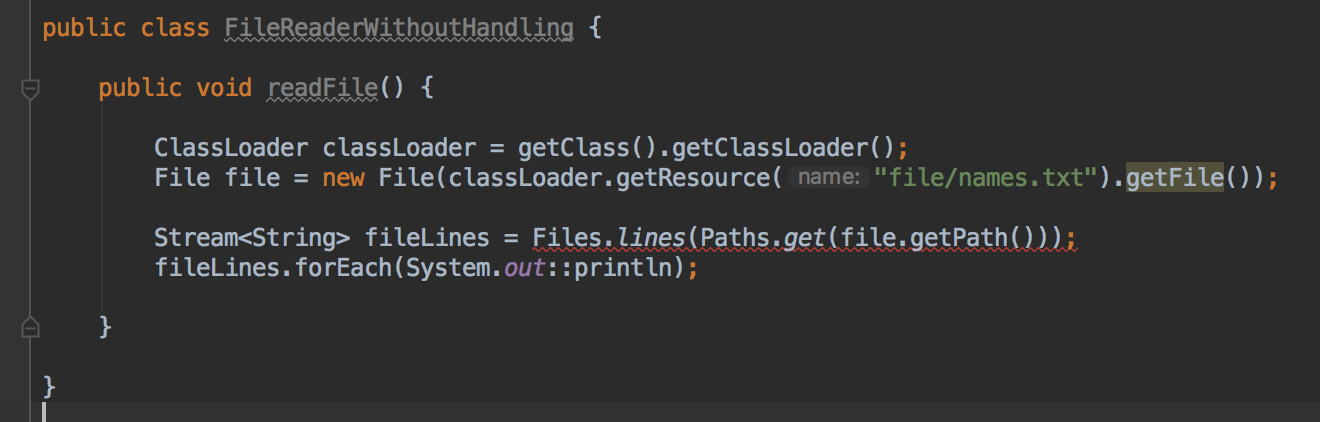 public class FileReaderWithoutHandling {
public void readFile() {
ClassLoader classLoader = getClass().getClassLoader();
File file = new File(classLoader.getResource( name: "file/names.txt").getFile());
Stream<String> fileLines = Files.lines(Paths.get(file.getPath()));
fileLines.forEach(System.out::println);
}
}